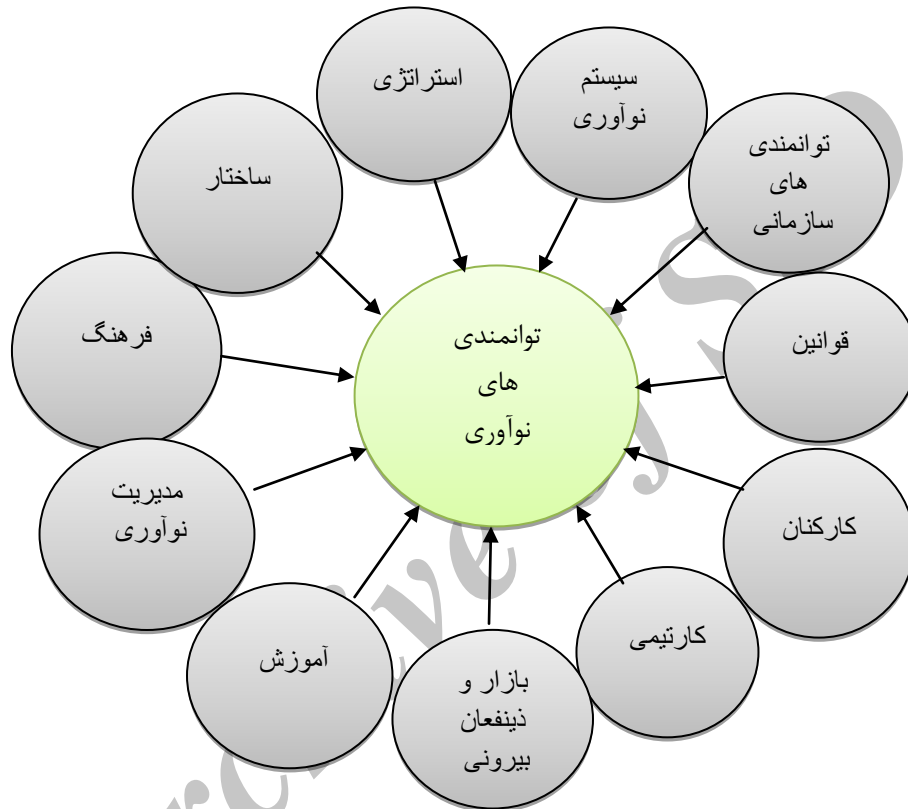 استراتژی
سیستم
نوآوری
توانمندی
های
سازمانی
ساختار
قوانین
فرهنگ
توانمندی
های
نوآوری
کارکنان
مدیریت
نوآوری
کارتیمی
آموزش
بازار و
ذینفعان
بیرونی